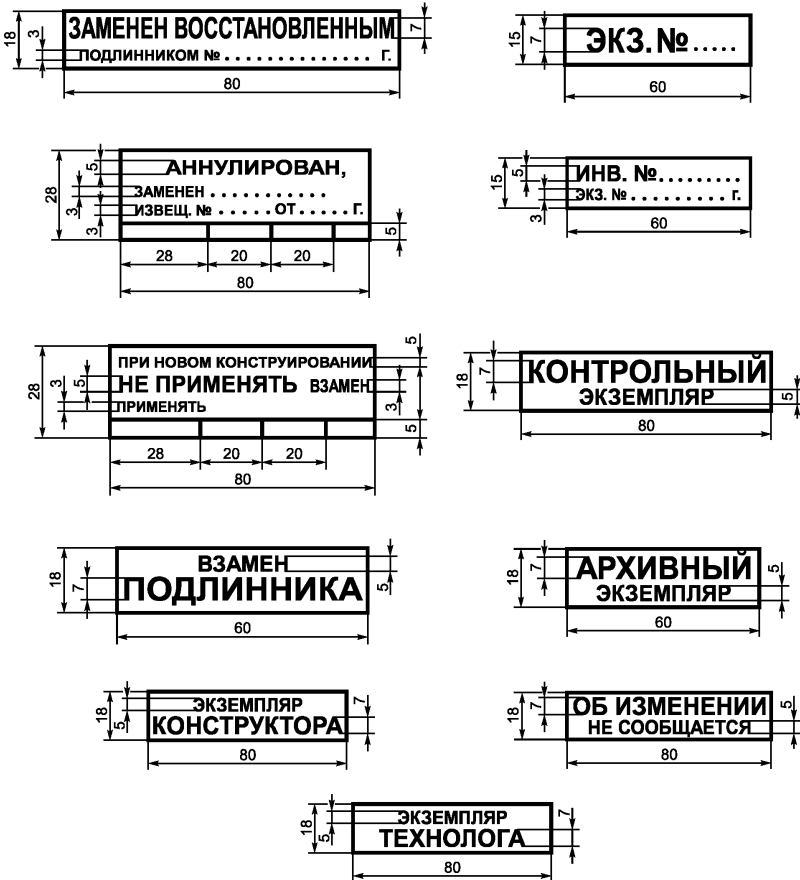 ЗАМЕНЕН ВОССТАНОВЛЕННЫМ
ПОДЛИННИКОМ № . . . . . . . . . . . . . . Г.
18
3
7
80
ЭКЗ. № . . . . .
15
7
60
АННУЛИРОВАН,
ЗАМЕНЕН . . . . . . . . . . .
ИЗВЕЩ. № . . . . . ОТ . . . . . Г.
28
5
3
3
5
28 20 20
80
ИНВ. № . . . . . . . . .
ЭКЗ. № . . . . . . . . . Г.
15
5
3
60
ПРИ НОВОМ КОНСТРУИРОВАНИИ
НЕ ПРИМЕНЯТЬ ВЗАМЕН
ПРИМЕНЯТЬ
28
3
5
5
3
5
28 20 20
80
КОНТРОЛЬНЫЙ
ЭКЗЕМПЛЯР
18
7
5
80
ВЗАМЕН
ПОДЛИННИКА
18
7
5
60
АРХИВНЫЙ
ЭКЗЕМПЛЯР
18
7
5
60
ЭКЗЕМПЛЯР
КОНСТРУКТОРА
18
5
7
80
ОБ ИЗМЕНЕНИИ
НЕ СООБЩАЕТСЯ
18
7
5
80
ЭКЗЕМПЛЯР
ТЕХНОЛОГА
18
5
7
80